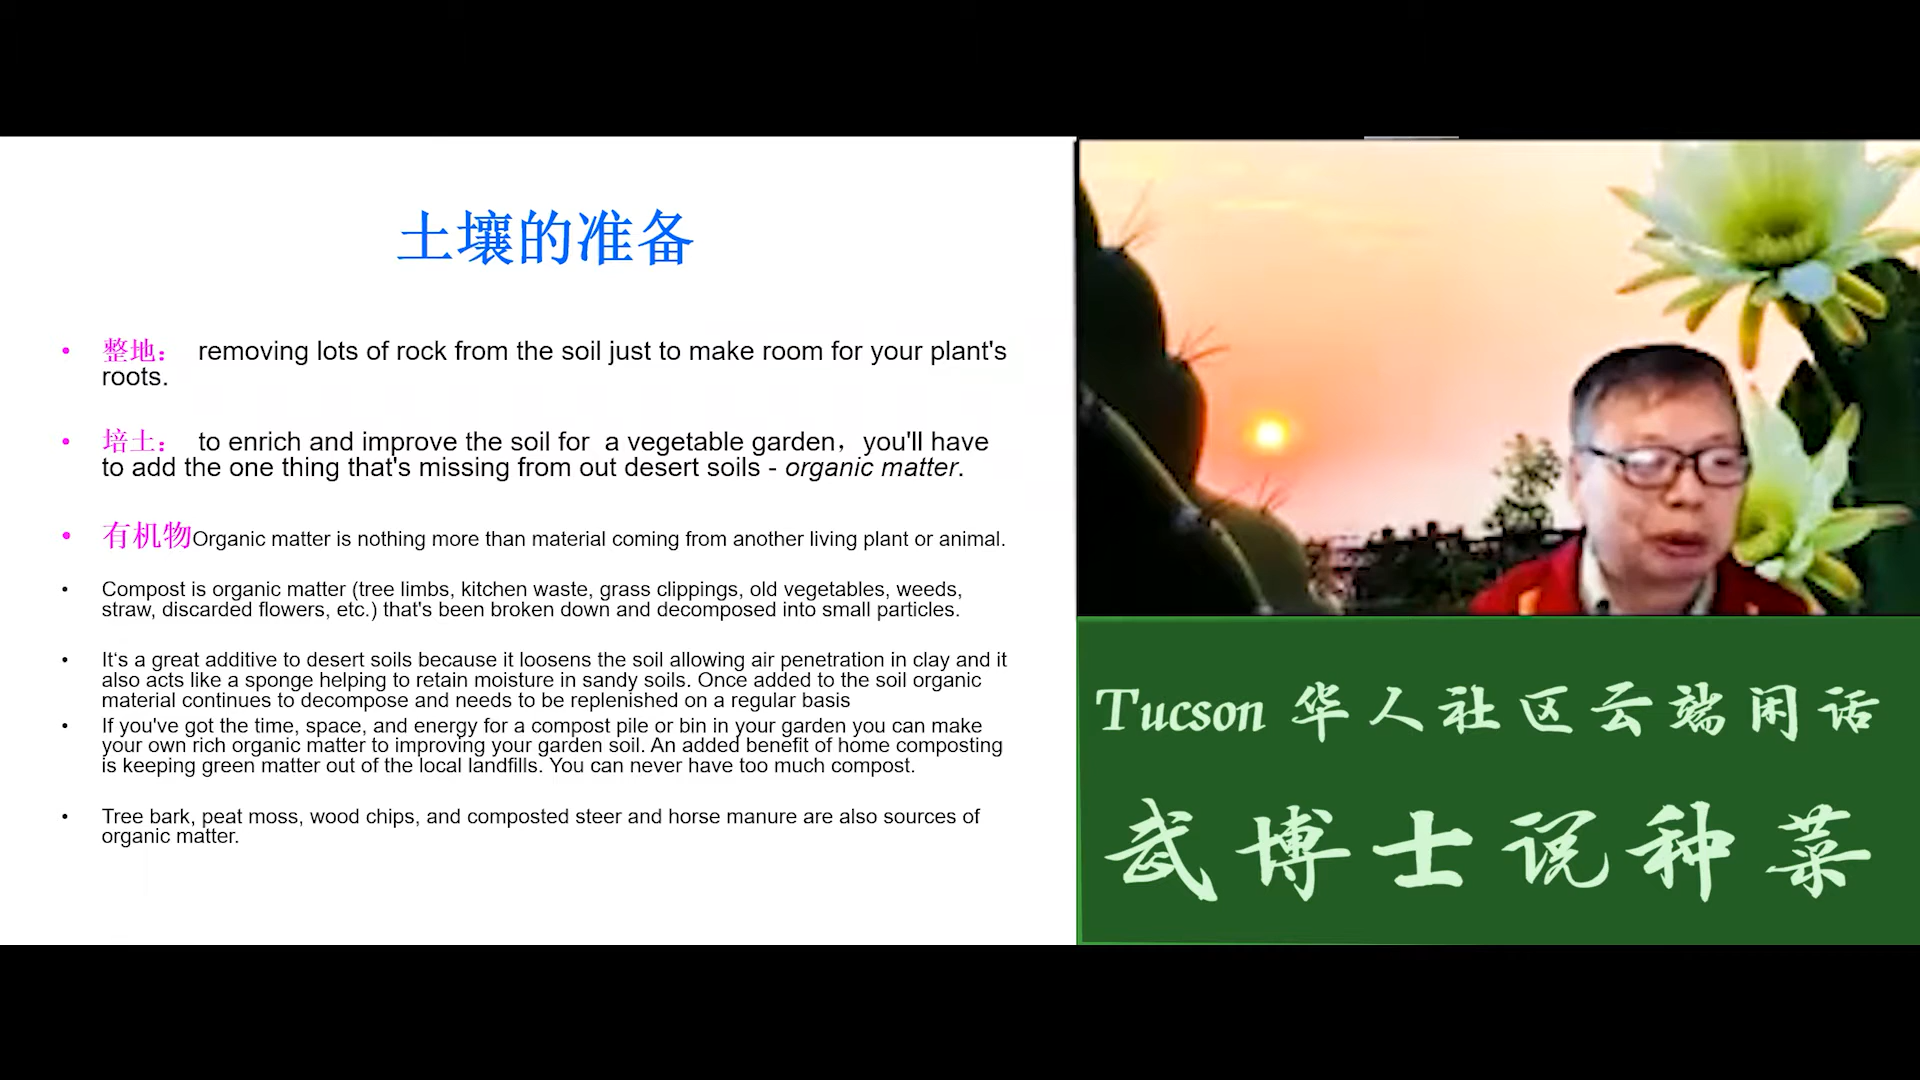 土壤的准备
• 整地： removing lots of rock from the soil just to make room for your plant's
roots.
• 培土： to enrich and improve the soil for a vegetable garden，you'll have
to add the one thing that's missing from out desert soils - organic matter.
• 有机物Organic matter is nothing more than material coming from another living plant or animal.
• Compost is organic matter (tree limbs, kitchen waste, grass clippings, old vegetables, weeds,
straw, discarded flowers, etc.) that's been broken down and decomposed into small particles.
• It‘s a great additive to desert soils because it loosens the soil allowing air penetration in clay and it
also acts like a sponge helping to retain moisture in sandy soils. Once added to the soil organic
material continues to decompose and needs to be replenished on a regular basis
• If you've got the time, space, and energy for a compost pile or bin in your garden you can make
your own rich organic matter to improving your garden soil. An added benefit of home composting
is keeping green matter out of the local landfills. You can never have too much compost.
• Tree bark, peat moss, wood chips, and composted steer and horse manure are also sources of
organic matter.
Tucson 华人社区云端闲话
武博士说种菜